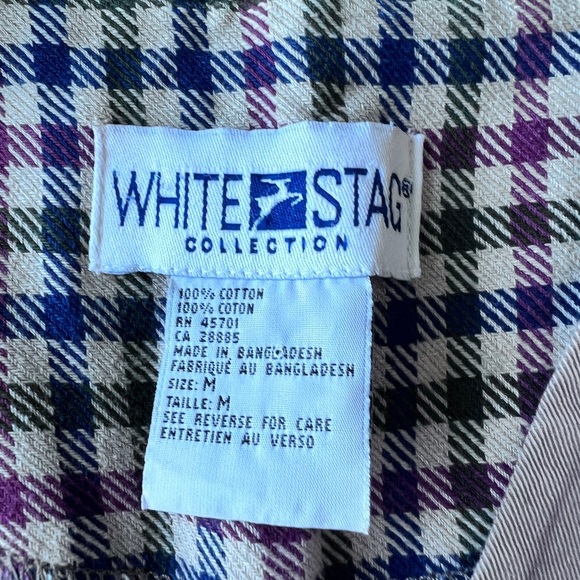 WHITE STAG®
COLLECTION
100% COTTON
100% COTON
RN 45701
CA 28885
MADE IN BANGLADESH
FABRIQUÉ AU BANGLADESH
SIZE: M
TAILLE: M
SEE REVERSE FOR CARE
ENTRETIEN AU VERSO